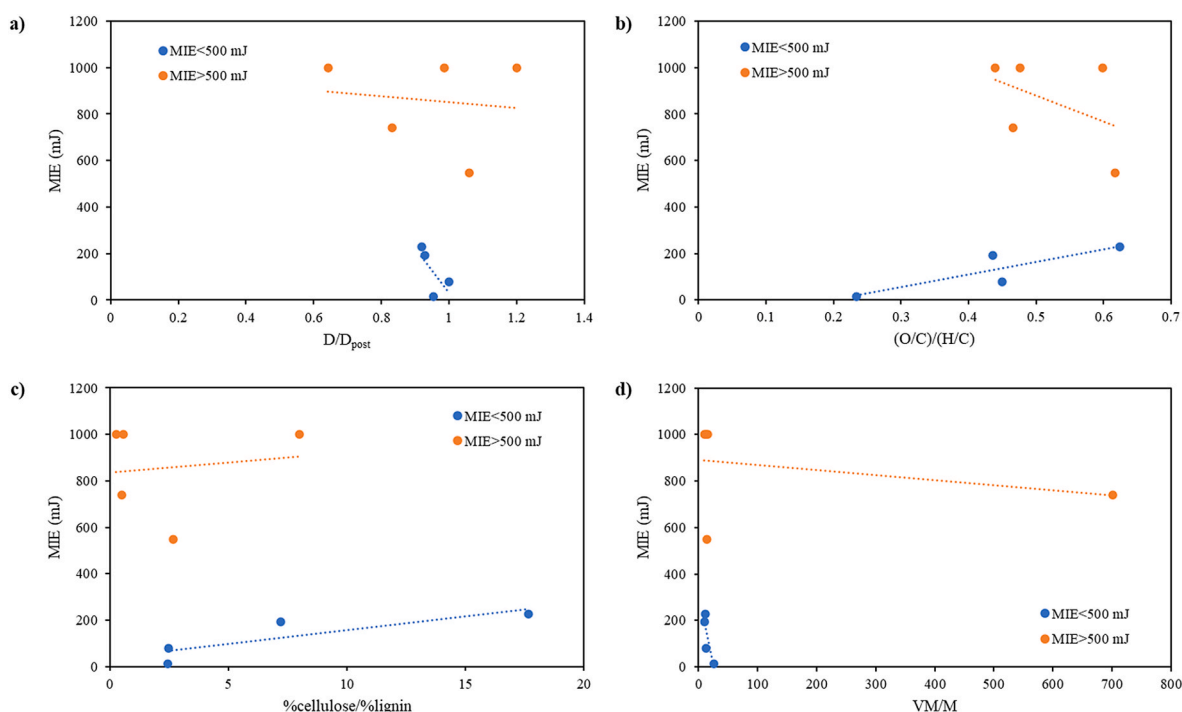 a)
1200
1000
800
600
400
200
0
MIE (mJ)
MIE<500 mJ
MIE>500 mJ
0 0.2 0.4 0.6 0.8 1 1.2 1.4
D/Dpost
b)
1200
1000
800
600
400
200
0
MIE (mJ)
MIE<500 mJ
MIE>500 mJ
0 0.1 0.2 0.3 0.4 0.5 0.6 0.7
(O/C)/(H/C)
c)
1200
1000
800
600
400
200
0
MIE (mJ)
MIE<500 mJ
MIE>500 mJ
0 5 10 15 20
%cellulose/%lignin
d)
1200
1000
800
600
400
200
0
MIE (mJ)
MIE<500 mJ
MIE>500 mJ
0 100 200 300 400 500 600 700 800
VM/M